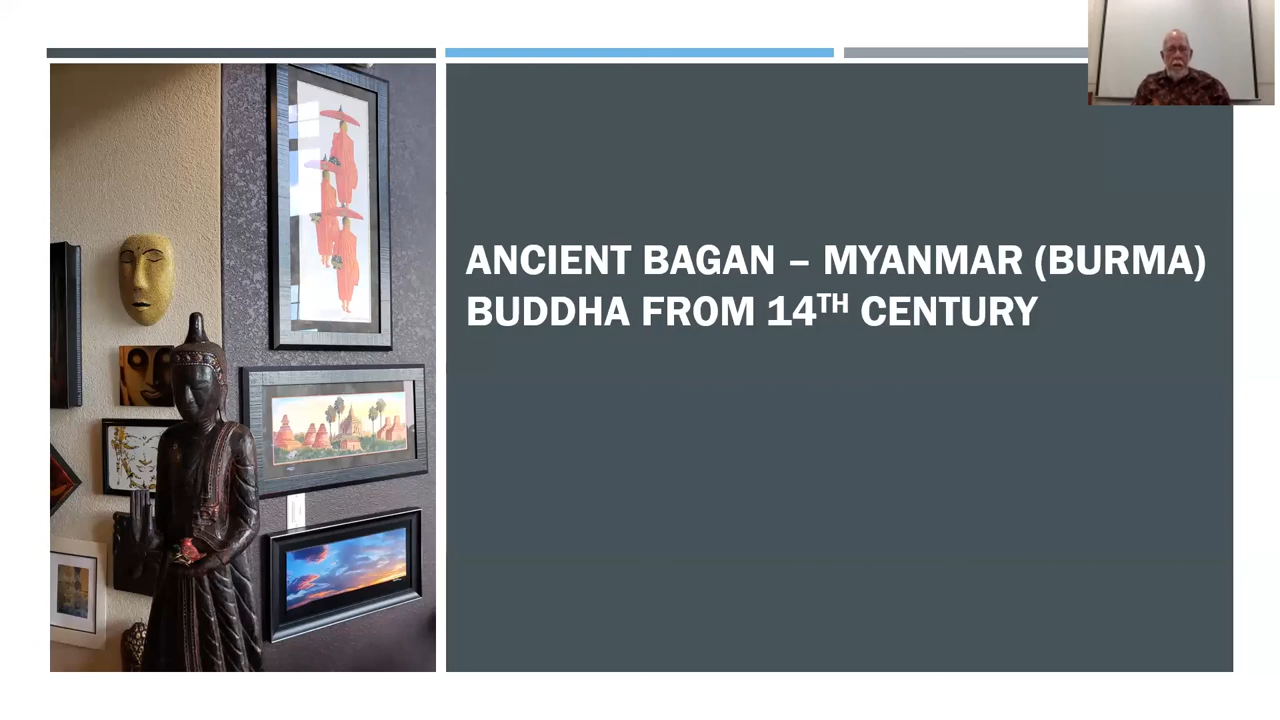 ANCIENT BAGAN – MYANMAR (BURMA)
BUDDHA FROM 14TH CENTURY